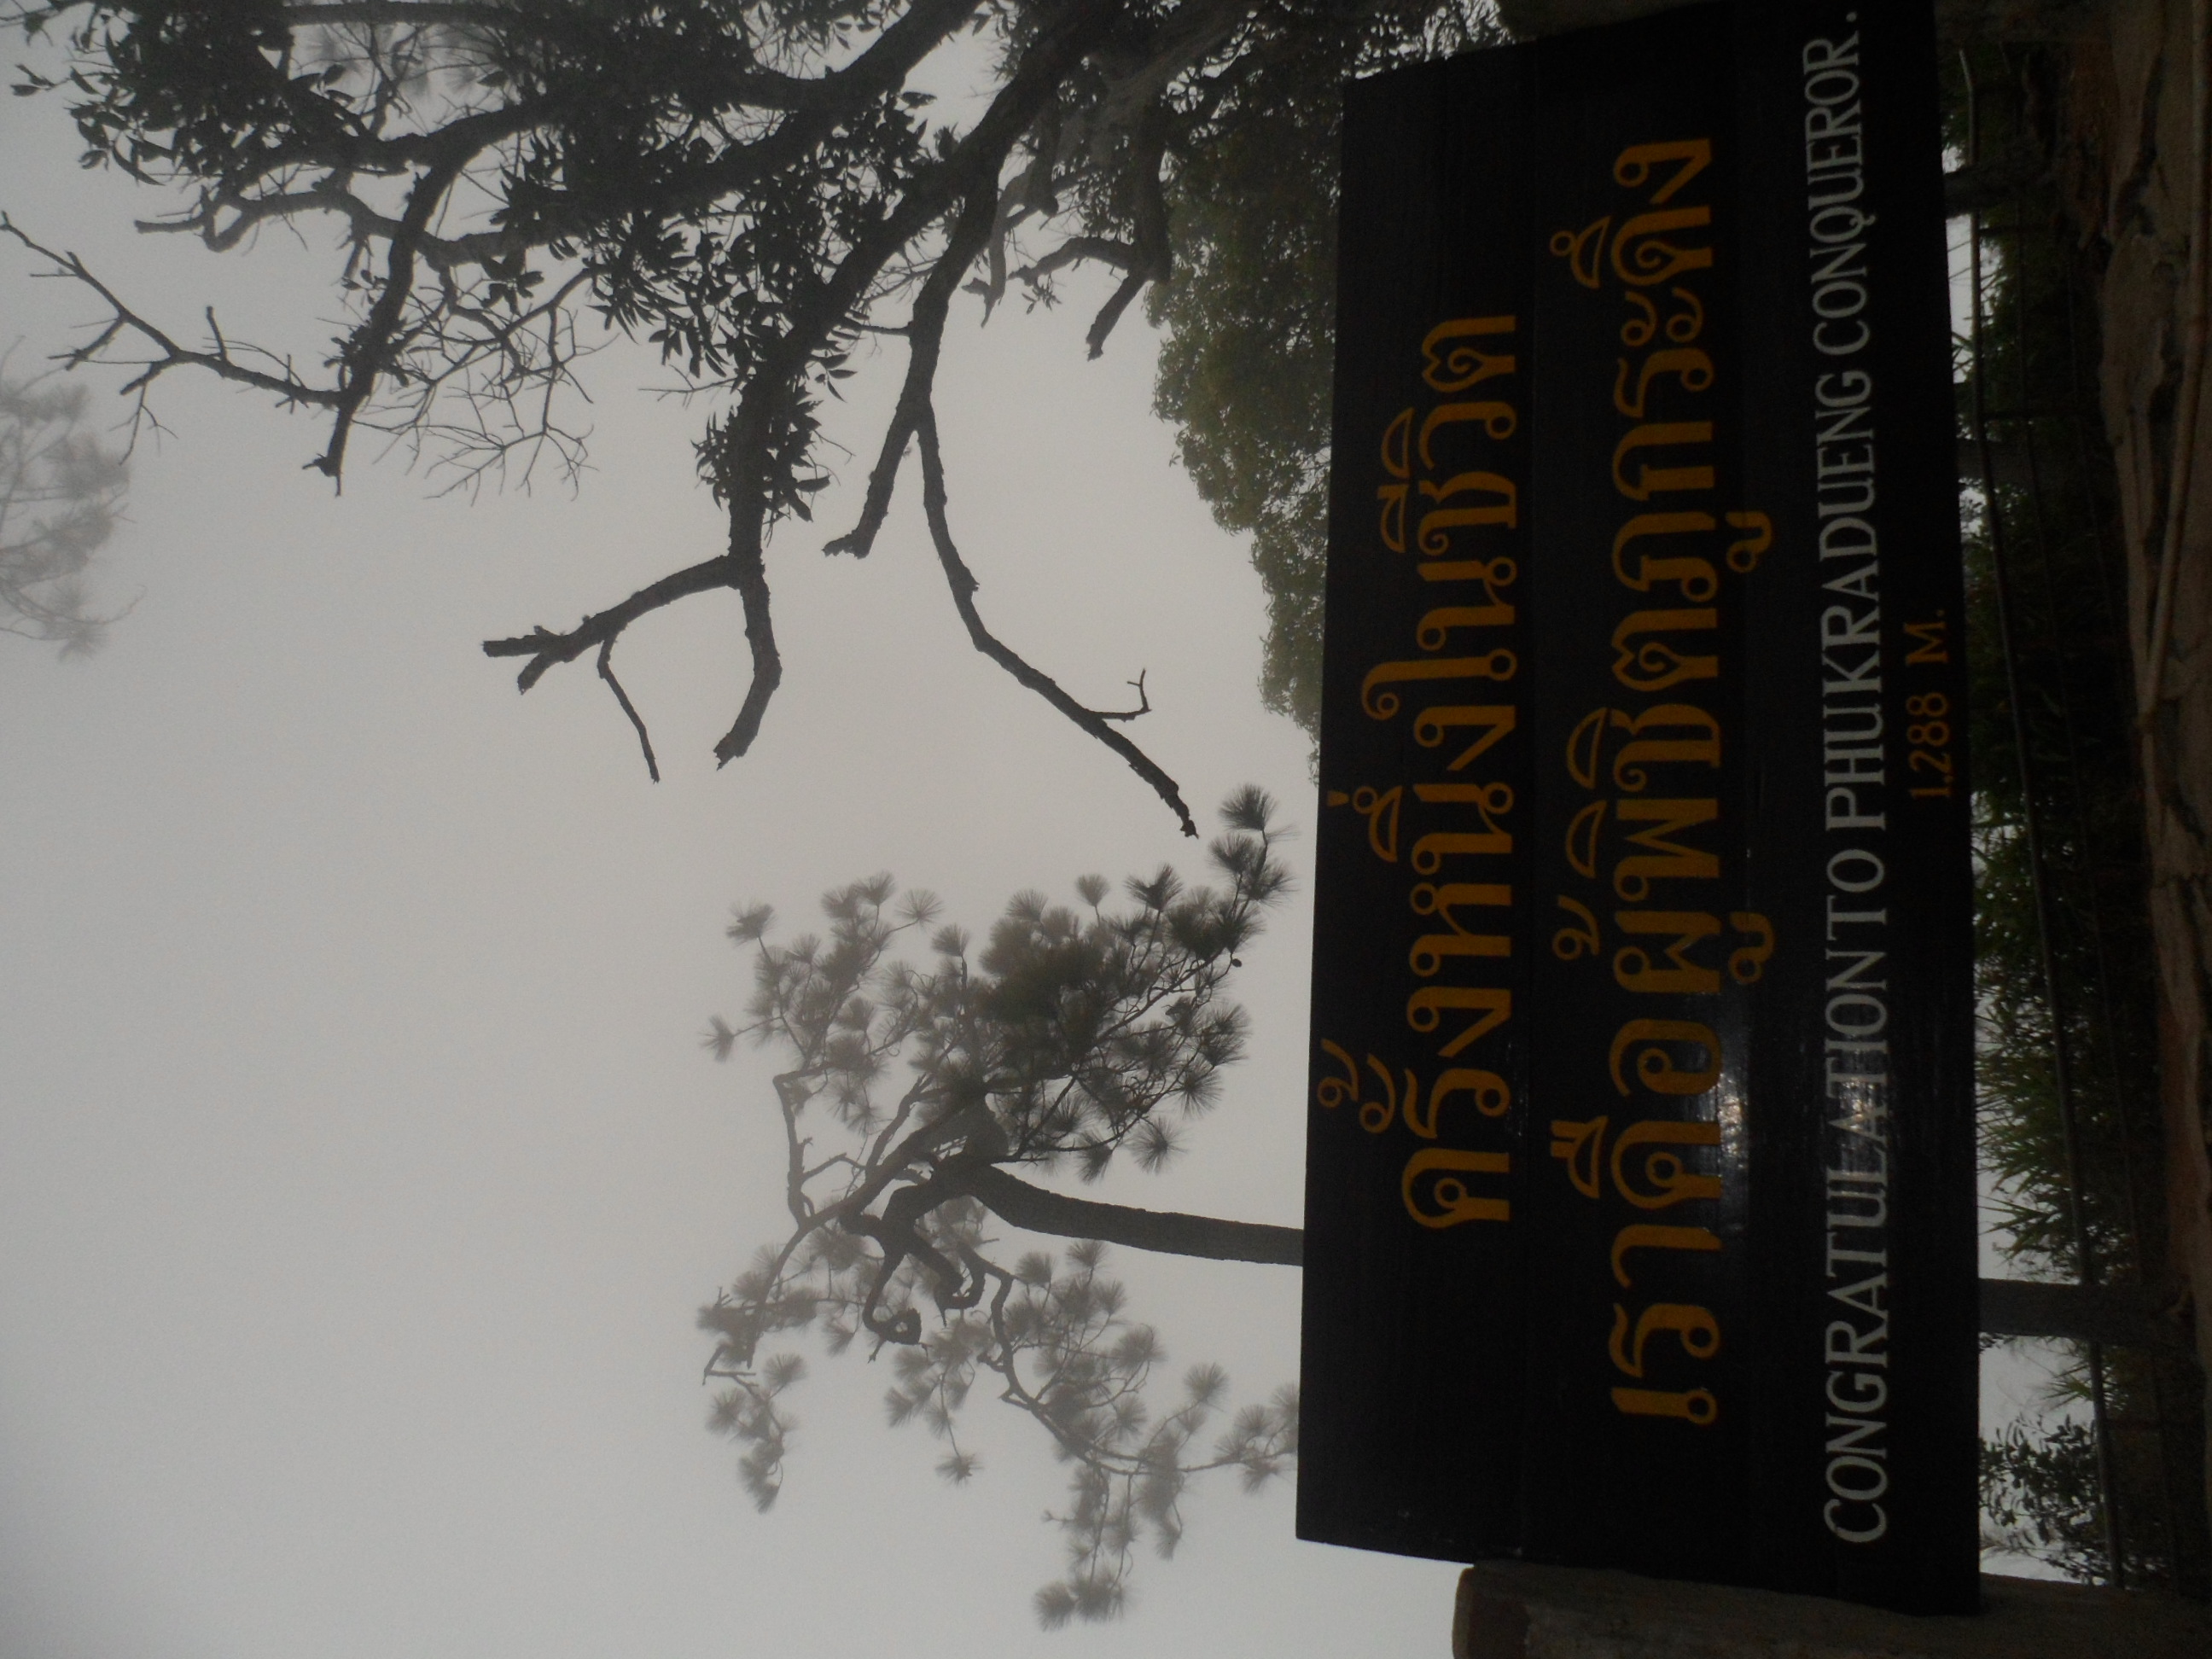 ครั้งหนึ่งในชีวิต
เราคือผู้พิชิตภูกระดึง
CONGRATULATION TO PHUKRADUENG CONQUEROR.
1,288 M.